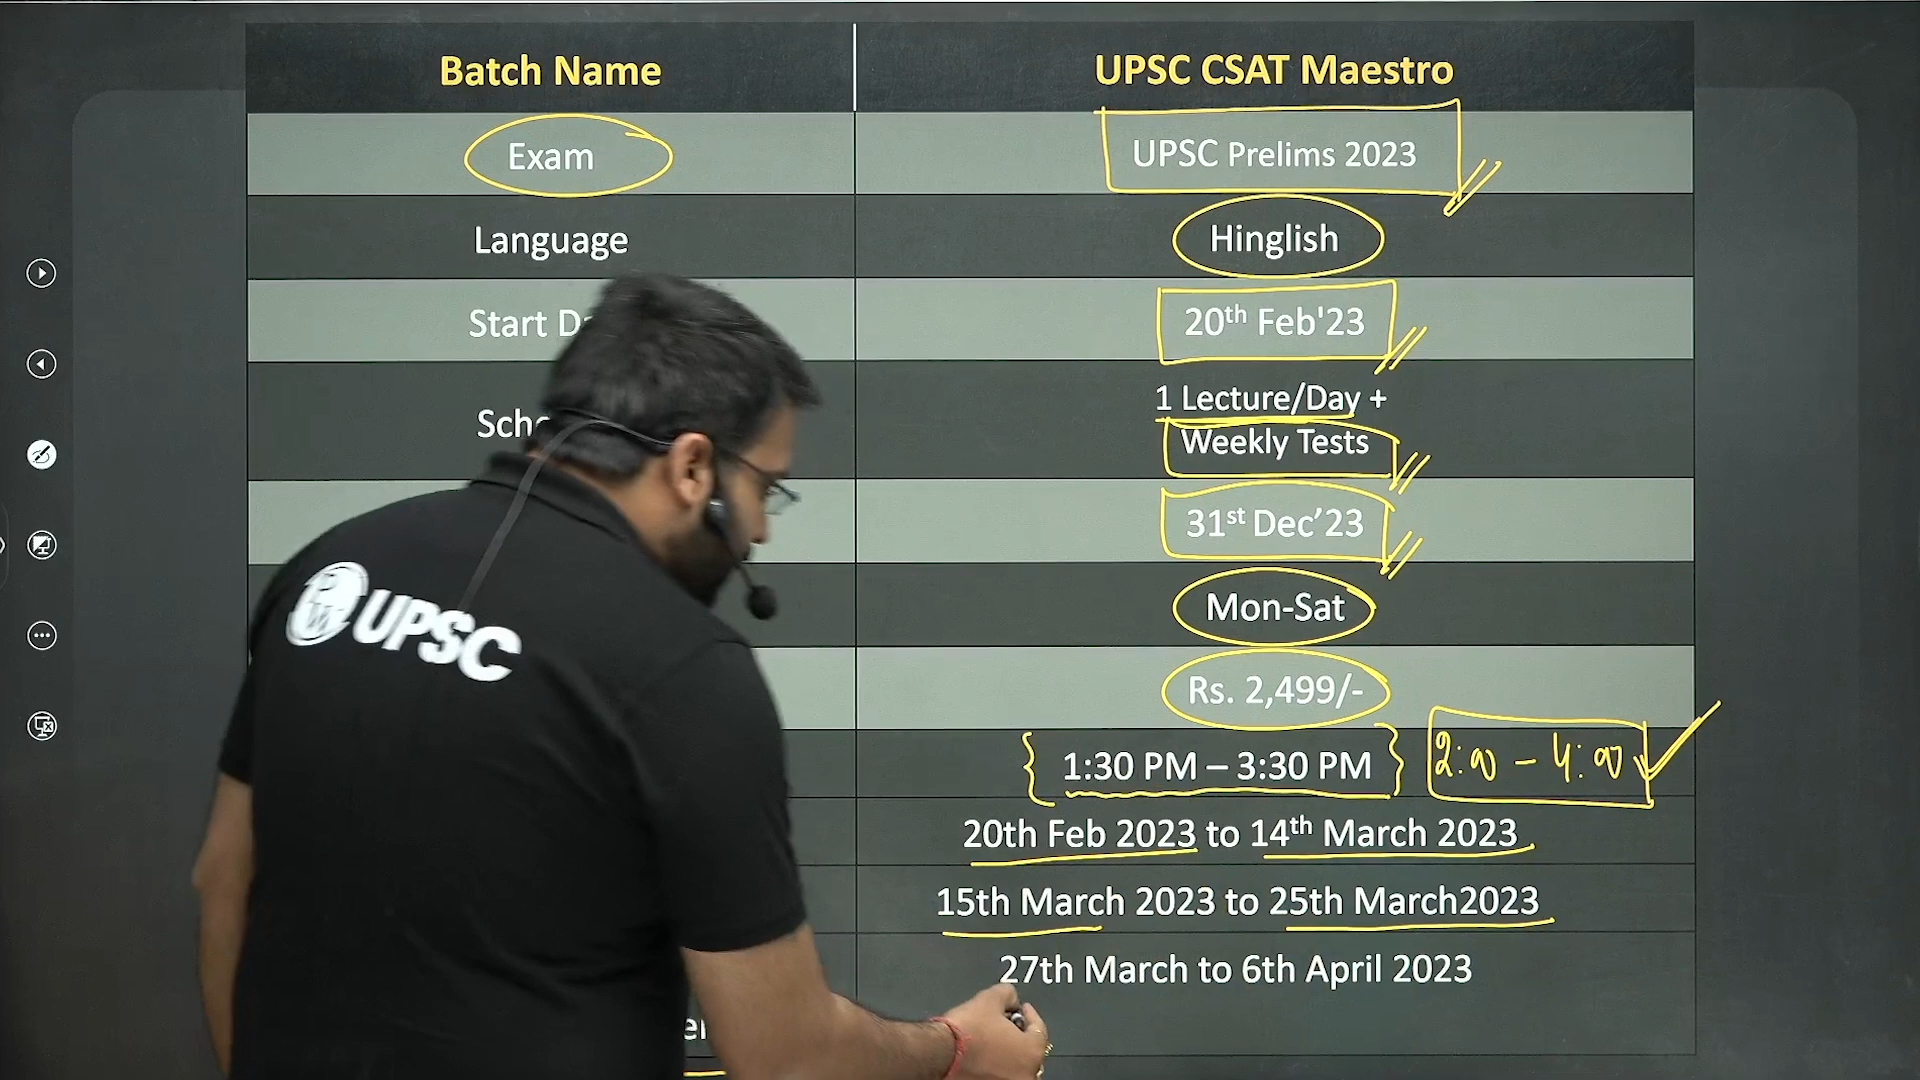 Batch Name UPSC CSAT Maestro
Exam UPSC Prelims 2023
Language Hinglish
Start 20th Feb'23
1 Lecture/Day +
Weekly Tests
31st Dec’23
Mon-Sat
Rs. 2,499/-
1:30 PM – 3:30 PM 2:00 – 4:00
20th Feb 2023 to 14th March 2023
15th March 2023 to 25th March2023
27th March to 6th April 2023
PW UPSC